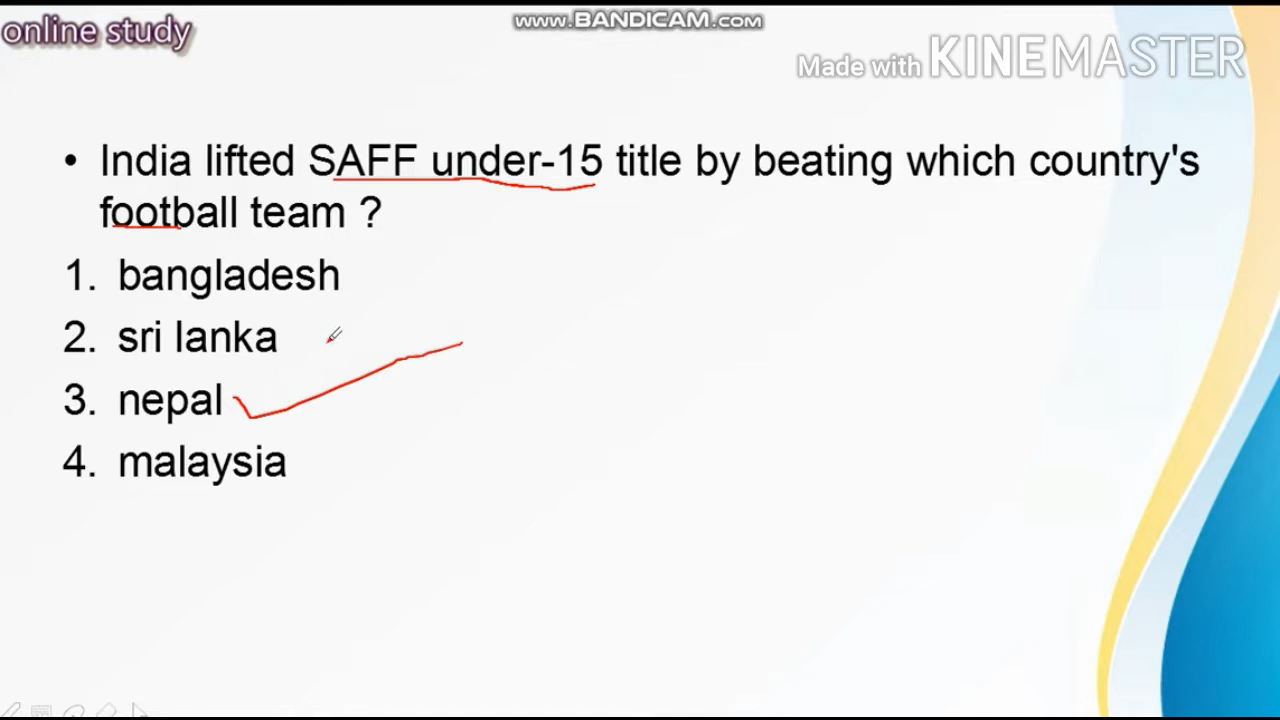 www.BANDICAM.com
online study
Made with KINEMASTER
• India lifted SAFF under-15 title by beating which country's
football team ?
1. bangladesh
2. sri lanka
3. nepal
4. malaysia